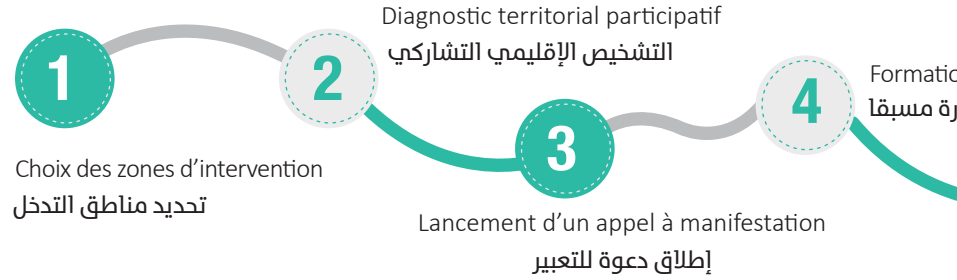 1
Choix des zones d’intervention
تحديد مناطق التدخل
2
Diagnostic territorial participatif
التشخيص الإقليمي التشاركي
3
Lancement d’un appel à manifestation
إطلاق دعوة للتعبير
4
مسبقا